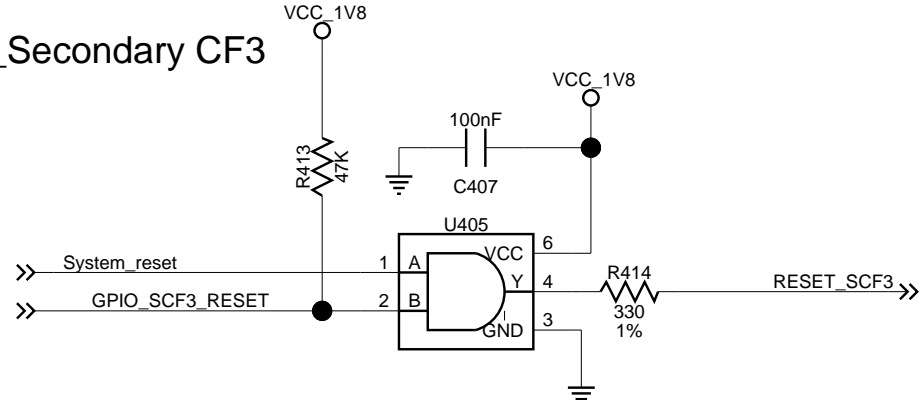 VCC_1V8
_Secondary CF3
VCC_1V8
100nF
R413
47K
C407
U405
System_reset
1
A
VCC
6
GPIO_SCF3_RESET
2
B
Y
4
R414
RESET_SCF3
GND
3
330
1%